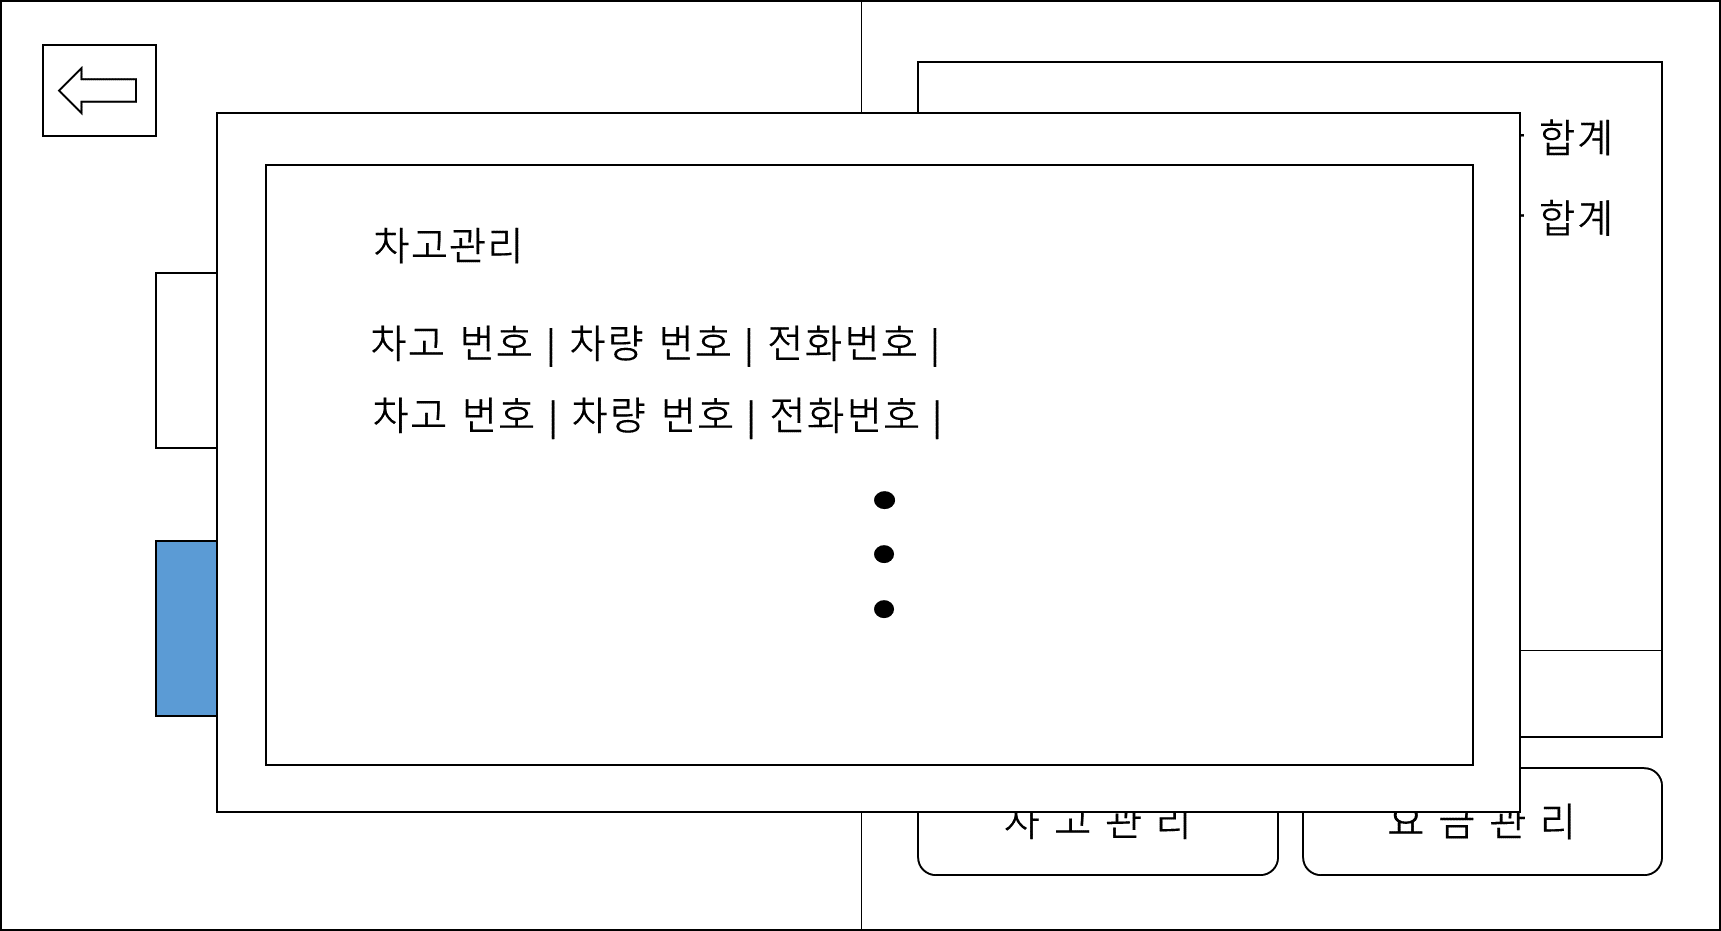 합계
합계
차고관리
차고 번호 | 차량 번호 | 전화번호 |
차고 번호 | 차량 번호 | 전화번호 |
차 고 관 리
요 금 관 리